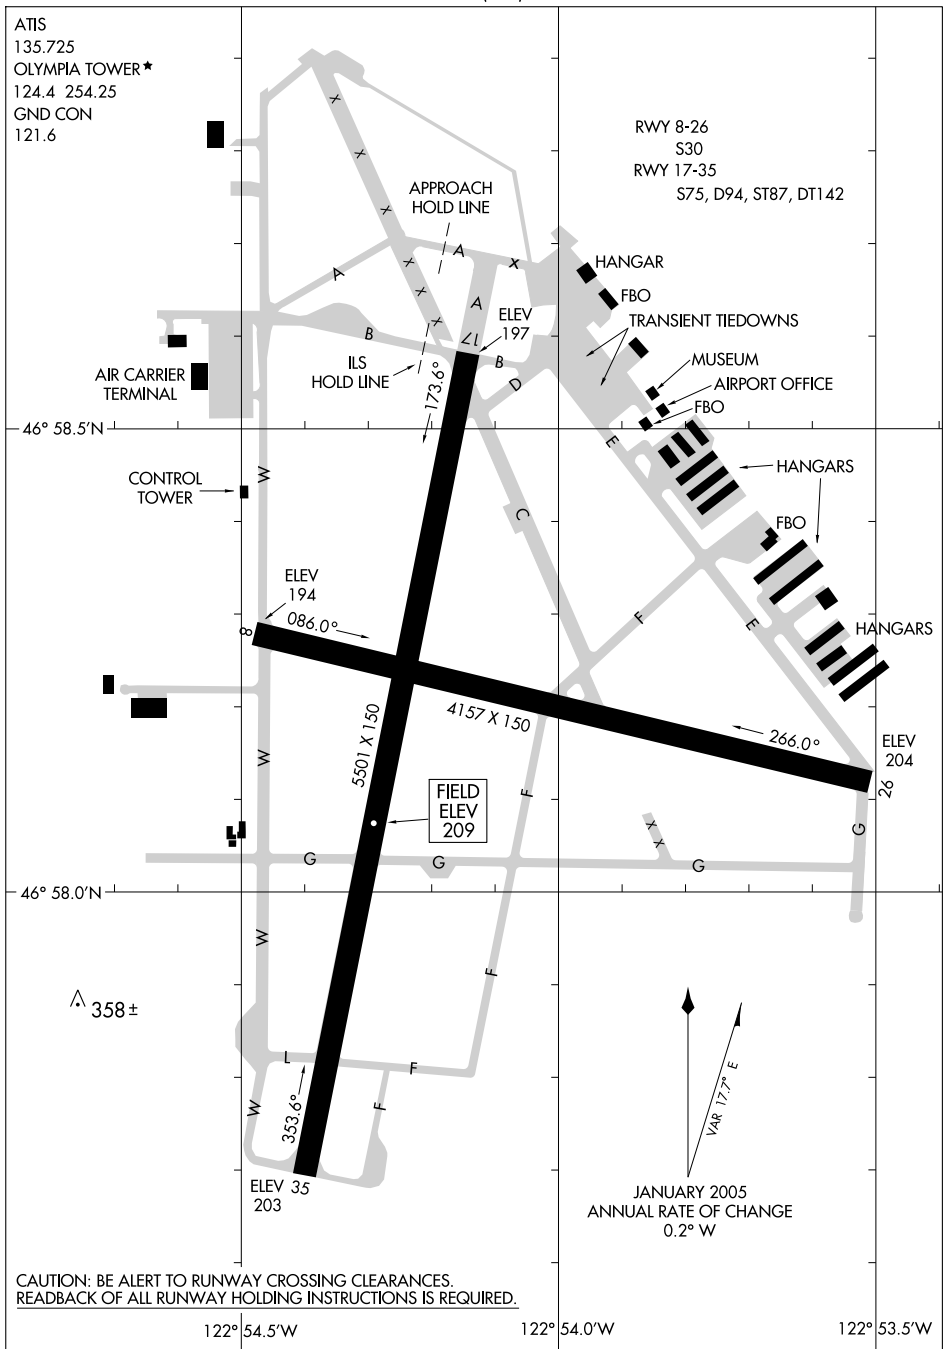 ATIS
135.725
OLYMPIA TOWER★
124.4 254.25
GND CON
121.6
RWY 8-26
S30
RWY 17-35
S75, D94, ST87, DT142
APPROACH
HOLD LINE
X
X
X
A
A
X
X
X
X
A
HANGAR
FBO
ELEV
197
TRANSIENT TIEDOWNS
B
17
B
ILS
HOLD LINE
D
MUSEUM
AIR CARRIER
TERMINAL
AIRPORT OFFICE
173.6°
FBO
46° 58.5'N
E
HANGARS
W
CONTROL
TOWER
C
FBO
ELEV
194
086.0°
8
F
E
HANGARS
5501 X 150
4157 X 150
266.0°
ELEV
204
W
26
FIELD
ELEV
209
F
G
X X
G
G
G
46° 58.0'N
W
F
358±
L
F
353.6°
W
F
VAR 17.7° E
ELEV
203
35
JANUARY 2005
ANNUAL RATE OF CHANGE
0.2° W
CAUTION: BE ALERT TO RUNWAY CROSSING CLEARANCES.
READBACK OF ALL RUNWAY HOLDING INSTRUCTIONS IS REQUIRED.
122° 54.5'W
122° 54.0'W
122° 53.5'W